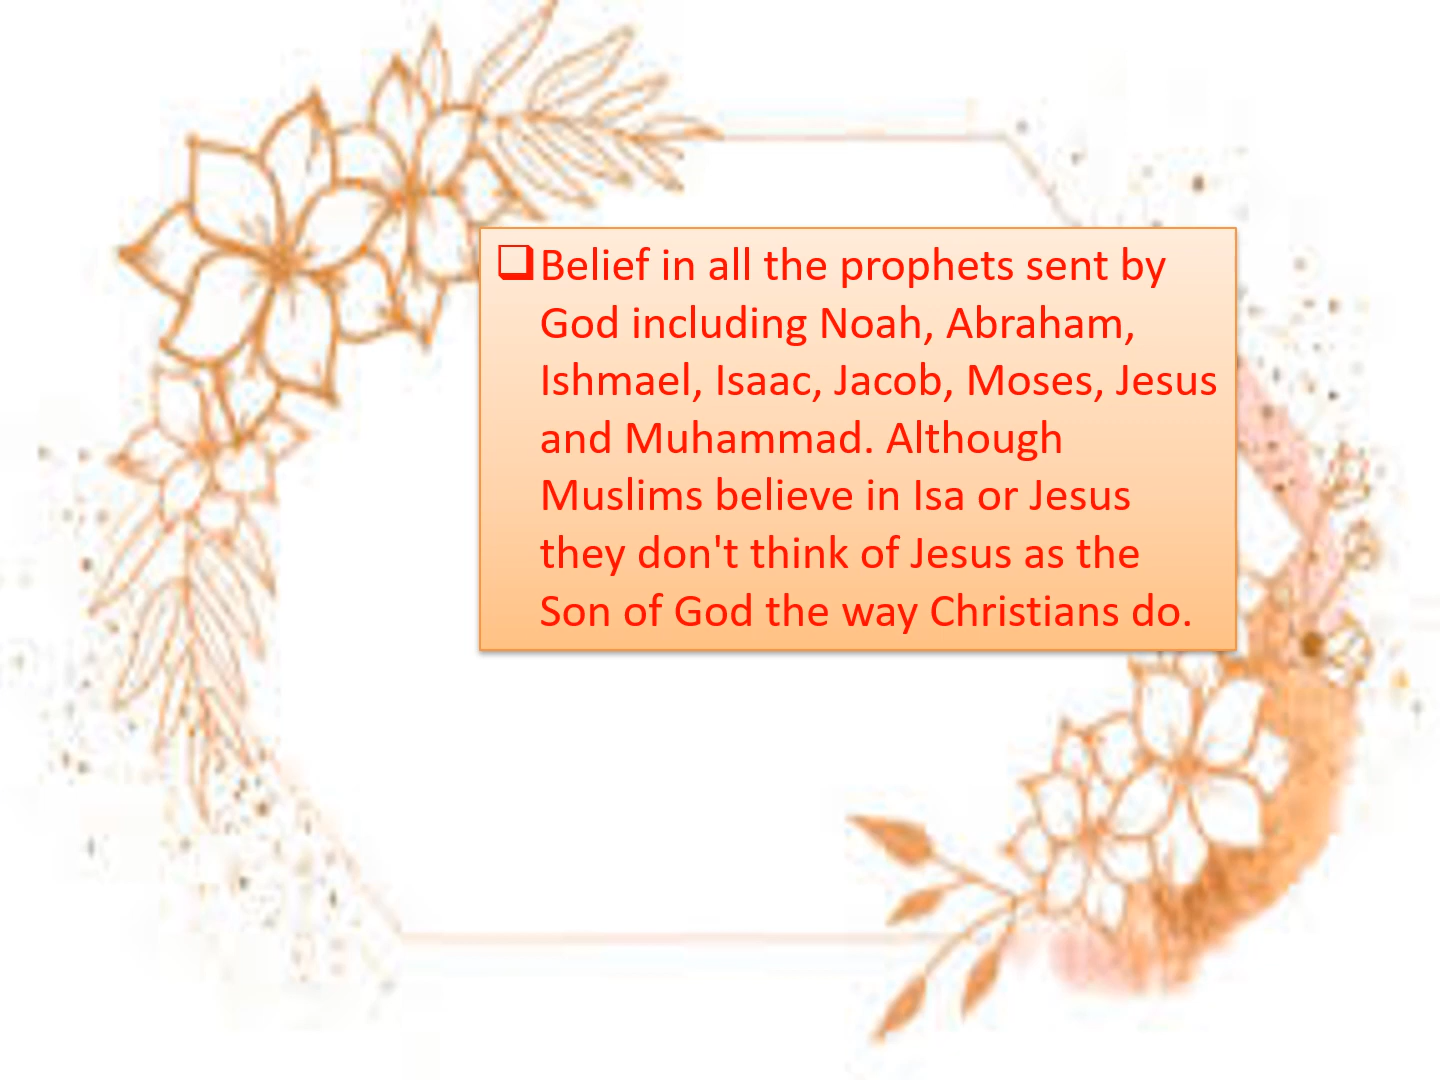 ❑Belief in all the prophets sent by
God including Noah, Abraham,
Ishmael, Isaac, Jacob, Moses, Jesus
and Muhammad. Although
Muslims believe in Isa or Jesus
they don't think of Jesus as the
Son of God the way Christians do.